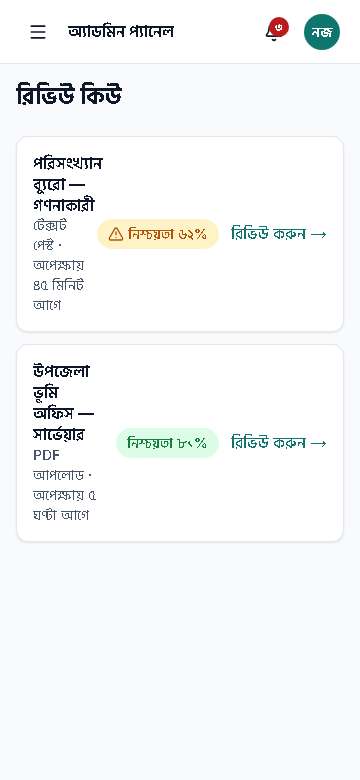 অ্যাডমিন প্যানেল
৩
নজ
রিভিউ কিউ
পরিসংখ্যান
ব্যুরো —
গণনাকারী
টেক্সট
পেস্ট ·
অপেক্ষায়
৪৫ মিনিট
আগে
নিশ্চয়তা ৬২%
রিভিউ করুন →
উপজেলা
ভূমি
অফিস —
সার্ভেয়ার
PDF
আপলোড ·
অপেক্ষায় ৫
ঘণ্টা আগে
নিশ্চয়তা ৮৮%
রিভিউ করুন →